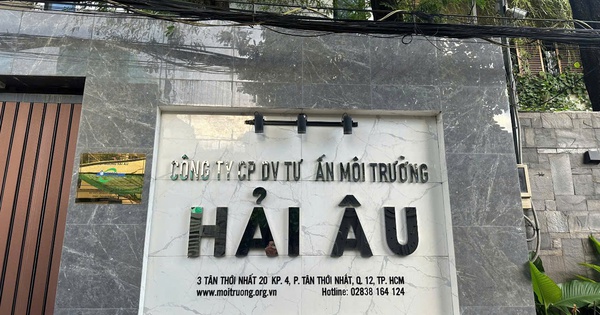 CÔNG TY CP DV TƯ ẤN MÔI TRƯỜNG
HẢI ÂU
3 TÂN THỚI NHẤT 20 KP. 4, P. TÂN THỚI NHẤT, Q. 12, TP. HCM
www.moitruong.org.vn Hotline: 02838 164 124